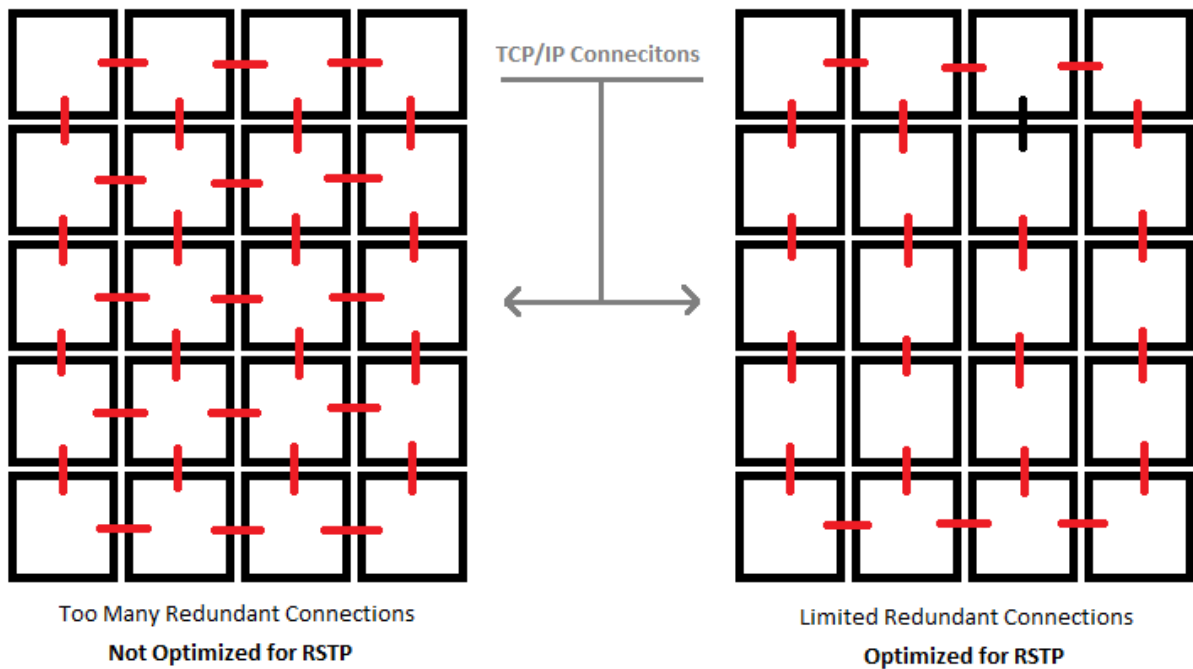 TCP/IP Connecitons
Too Many Redundant Connections
Not Optimized for RSTP
Limited Redundant Connections
Optimized for RSTP